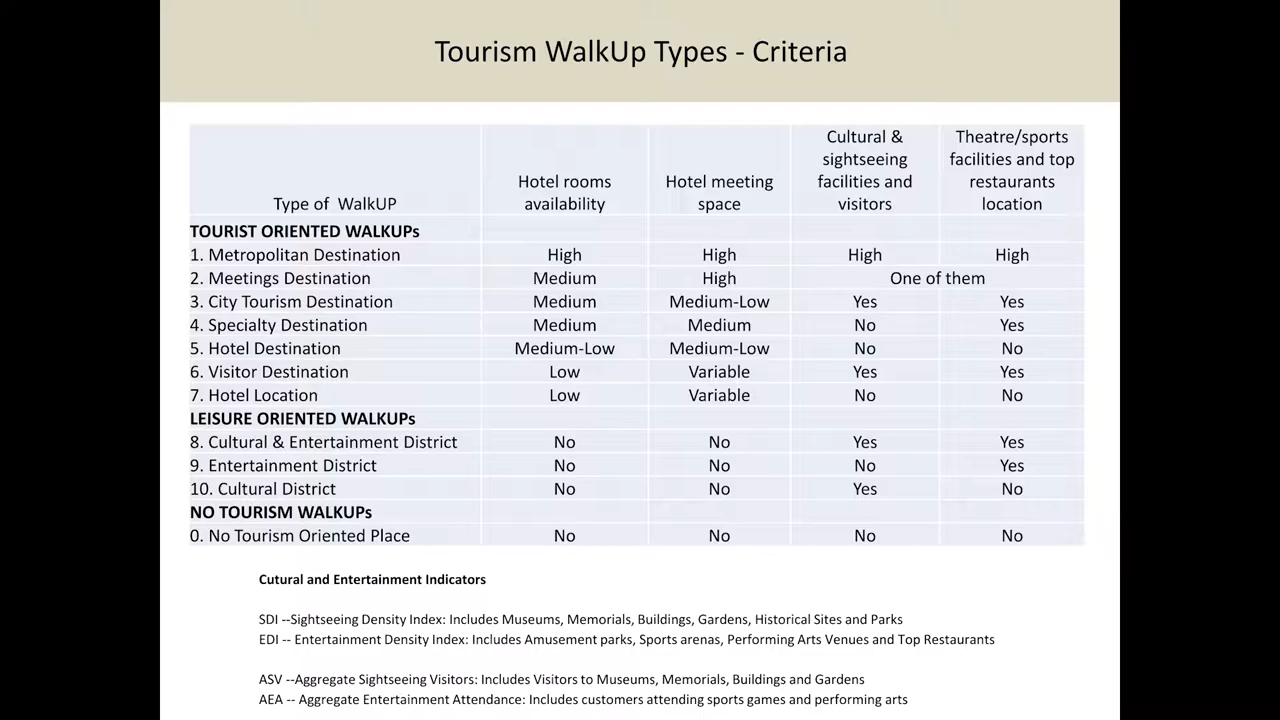 Tourism WalkUp Types - Criteria
Type of WalkUP Hotel rooms availability Hotel meeting space Cultural & sightseeing facilities and visitors Theatre/sports facilities and top restaurants location
TOURIST ORIENTED WALKUPs
1. Metropolitan Destination High High High High
2. Meetings Destination Medium High One of them
3. City Tourism Destination Medium Medium-Low Yes Yes
4. Specialty Destination Medium Medium No Yes
5. Hotel Destination Medium-Low Medium-Low No No
6. Visitor Destination Low Variable Yes Yes
7. Hotel Location Low Variable No No
LEISURE ORIENTED WALKUPs
8. Cultural & Entertainment District No No Yes Yes
9. Entertainment District No No No Yes
10. Cultural District No No Yes No
NO TOURISM WALKUPs
0. No Tourism Oriented Place No No No No
Cutural and Entertainment Indicators
SDI --Sightseeing Density Index: Includes Museums, Memorials, Buildings, Gardens, Historical Sites and Parks
EDI -- Entertainment Density Index: Includes Amusement parks, Sports arenas, Performing Arts Venues and Top Restaurants
ASV --Aggregate Sightseeing Visitors: Includes Visitors to Museums, Memorials, Buildings and Gardens
AEA -- Aggregate Entertainment Attendance: Includes customers attending sports games and performing arts